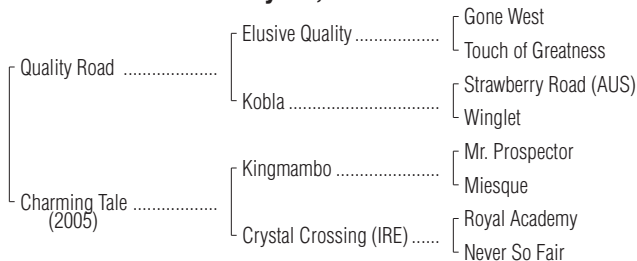 Gone West
Elusive Quality ....................
Touch of Greatness
Quality Road ......................
Strawberry Road (AUS)
Kobla ....................................
Winglet
Mr. Prospector
Kingmambo .........................
Miesque
Charming Tale ...................
(2005)
Royal Academy
Crystal Crossing (IRE) ......
Never So Fair